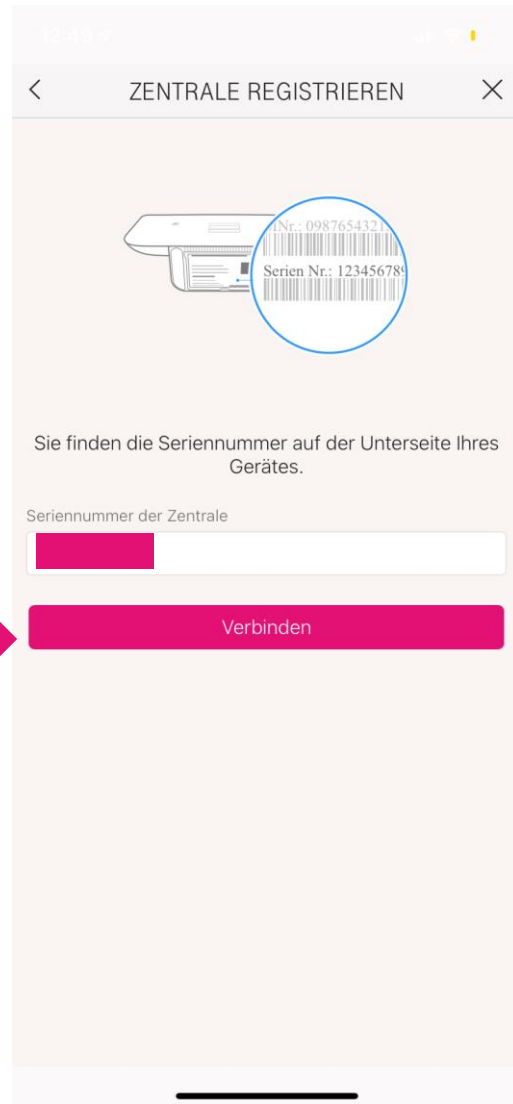 ZENTRALE REGISTRIEREN
Nr.: 098765432
Serien Nr.: 123456789
Sie finden die Seriennummer auf der Unterseite Ihres
Gerätes.
Seriennummer der Zentrale
Verbinden